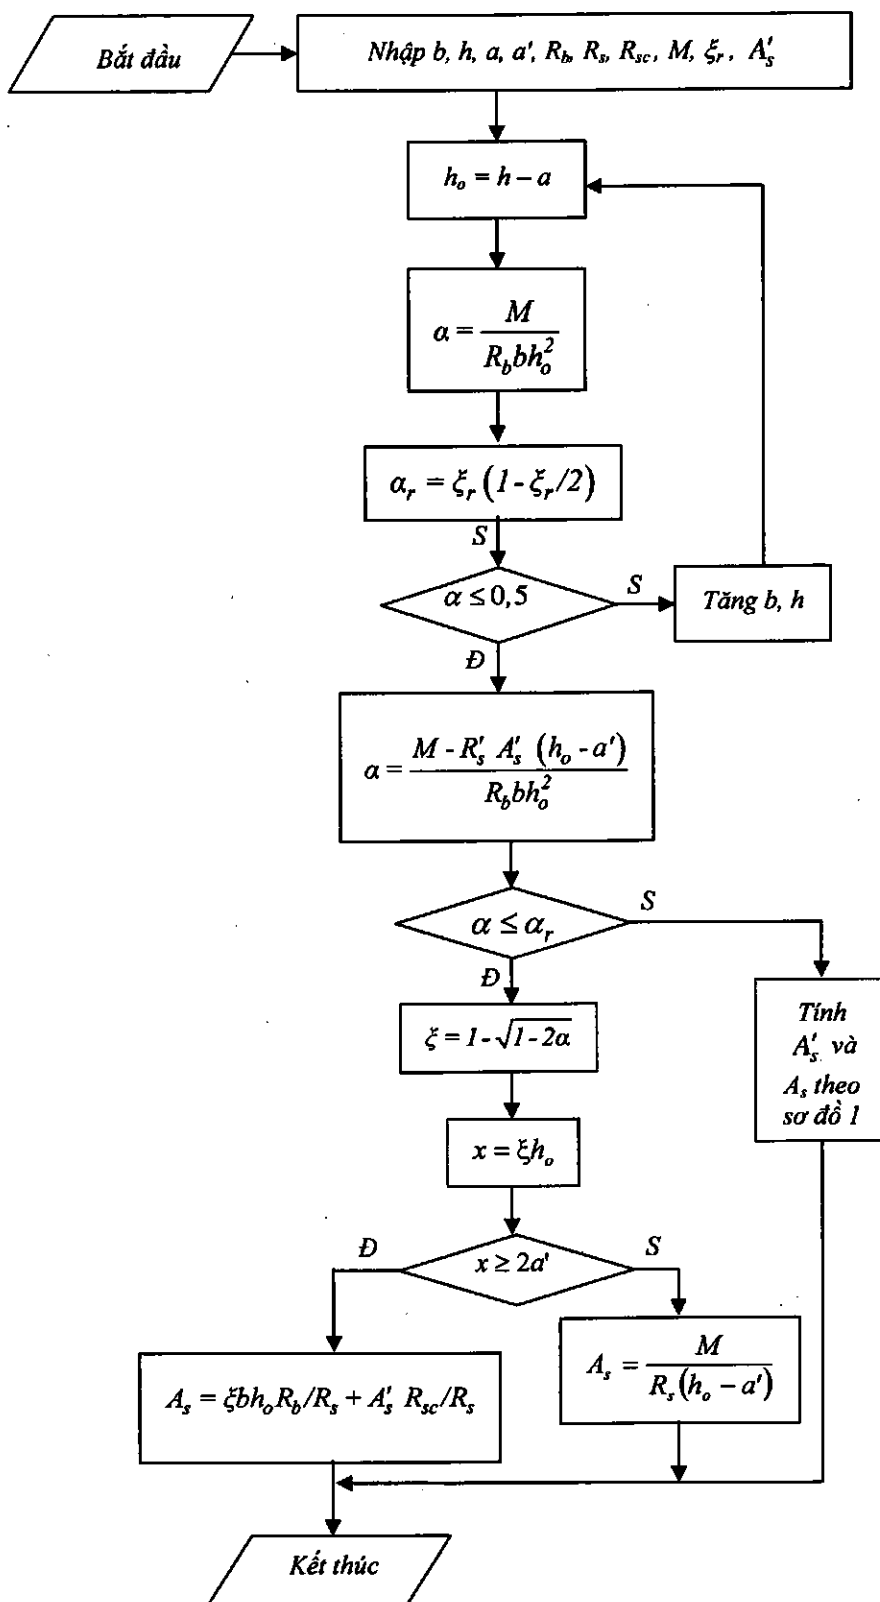 Bắt đầu
Nhập b, h, a, a', R_b, R_s, R_sc, M, ξ_r, A'_s
h_o = h – a
α = M / R_b b h_o^2
α_r = ξ_r (1 - ξ_r/2)
S
α ≤ 0,5
S
Tăng b, h
Đ
α = M - R'_s A'_s (h_o - a') / R_b b h_o^2
α ≤ α_r
S
Đ
ξ = 1 - √(1 - 2α)
Tính
A'_s và
A_s theo
sơ đồ 1
x = ξh_o
Đ
x ≥ 2a'
S
A_s = ξbh_o R_b/R_s + A'_s R_sc/R_s
A_s = M / R_s (h_o – a')
Kết thúc